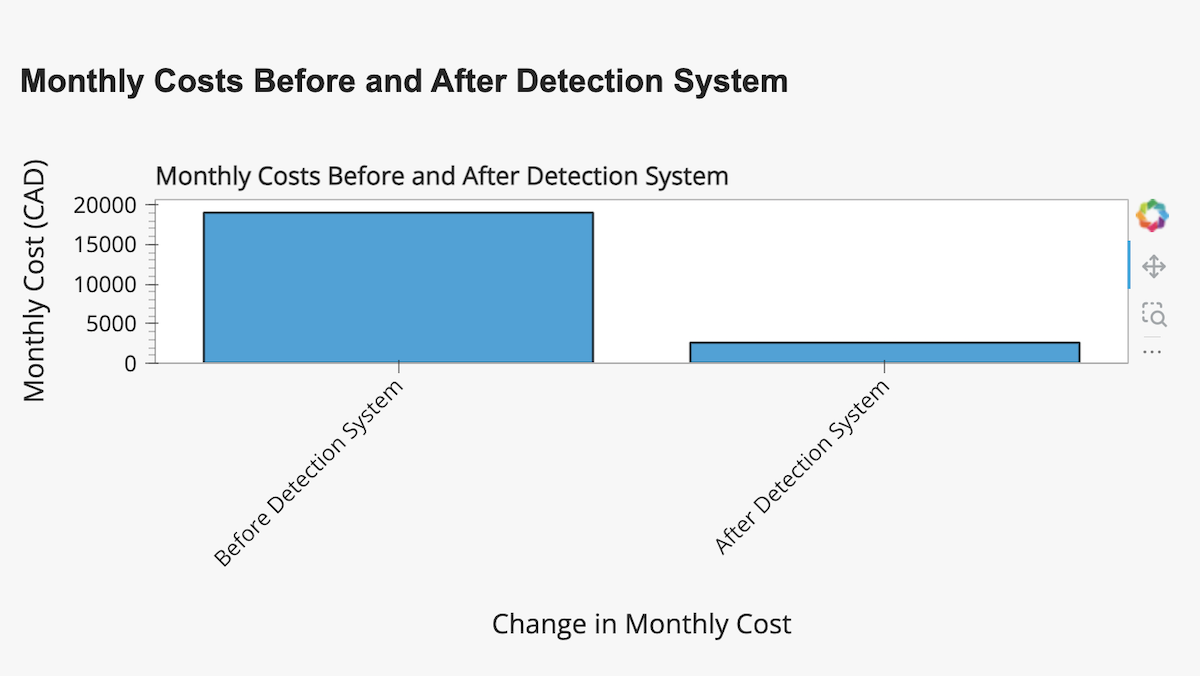 Monthly Costs Before and After Detection System
Monthly Costs Before and After Detection System
Monthly Cost (CAD)
20000
15000
10000
5000
0
Before Detection System
After Detection System
Change in Monthly Cost